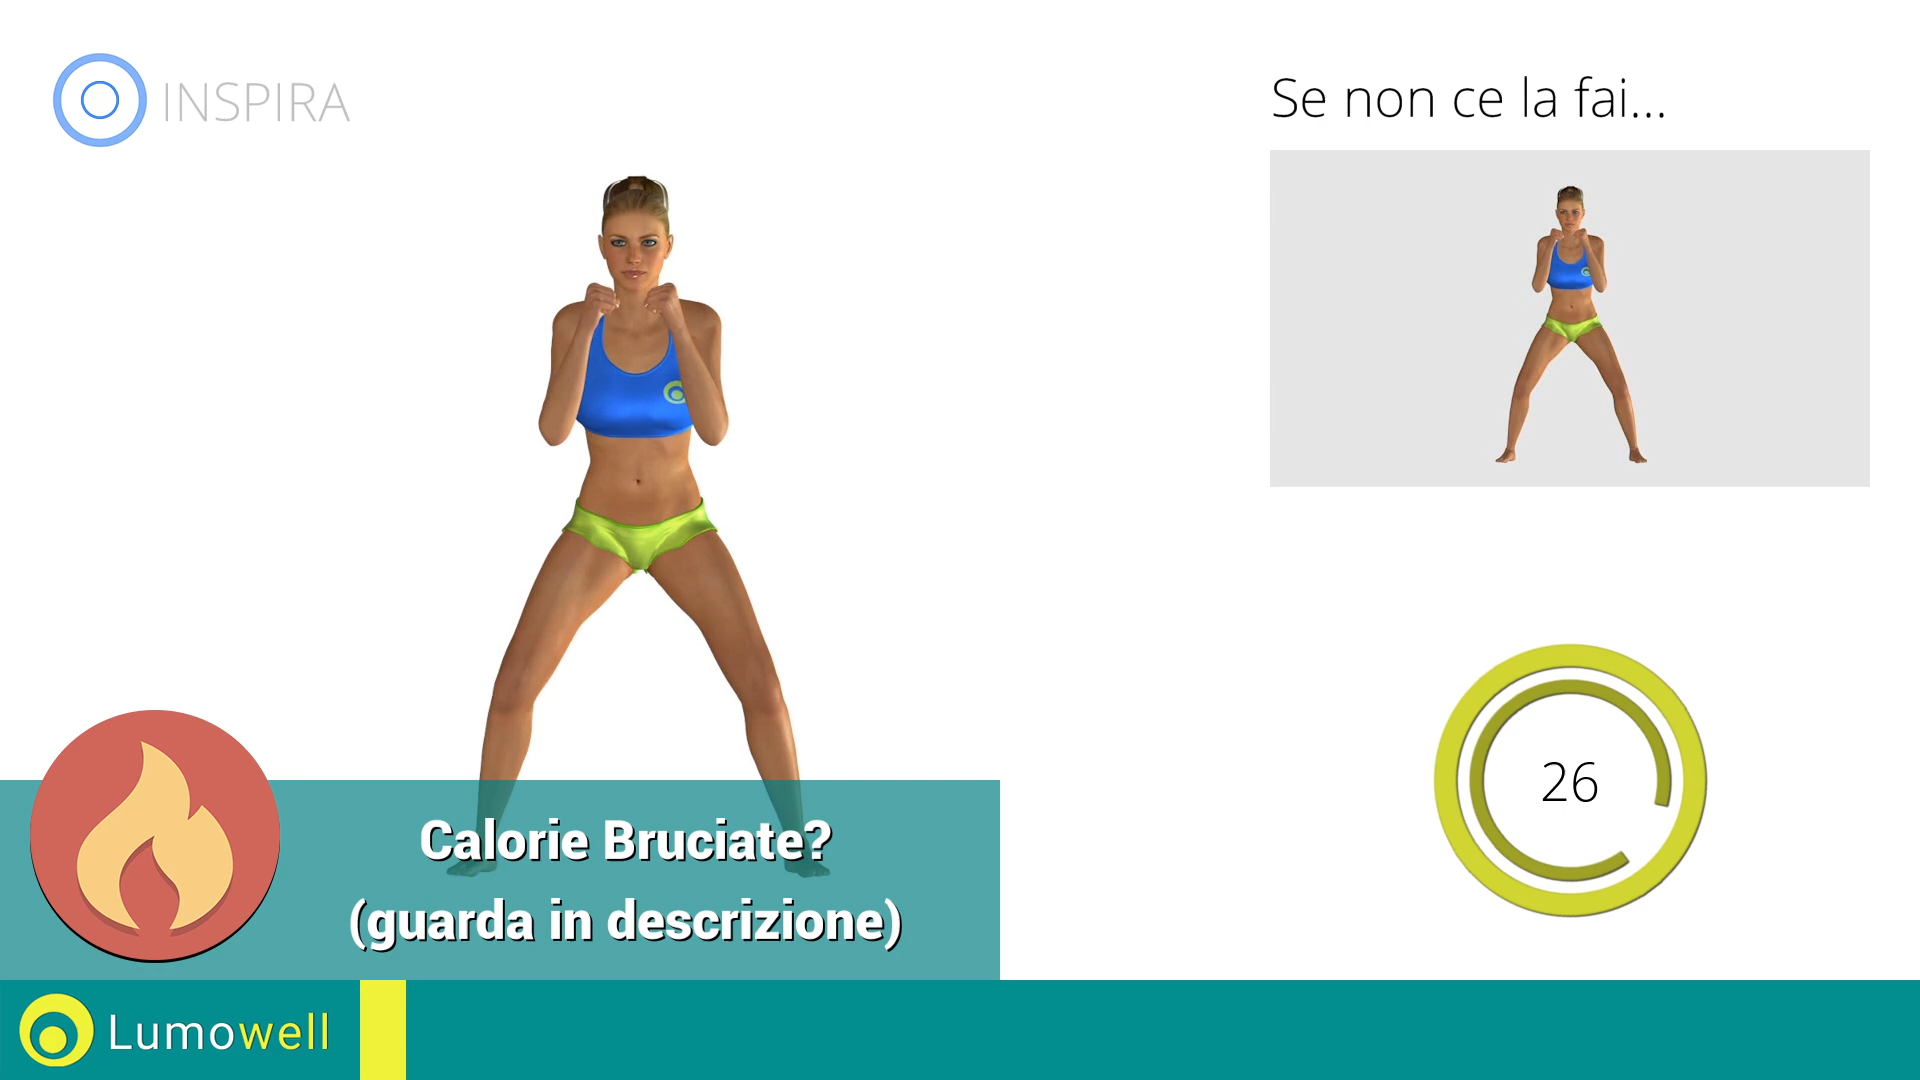 INSPIRA
Se non ce la fai...
26
Calorie Bruciate?
(guarda in descrizione)
Lumowell